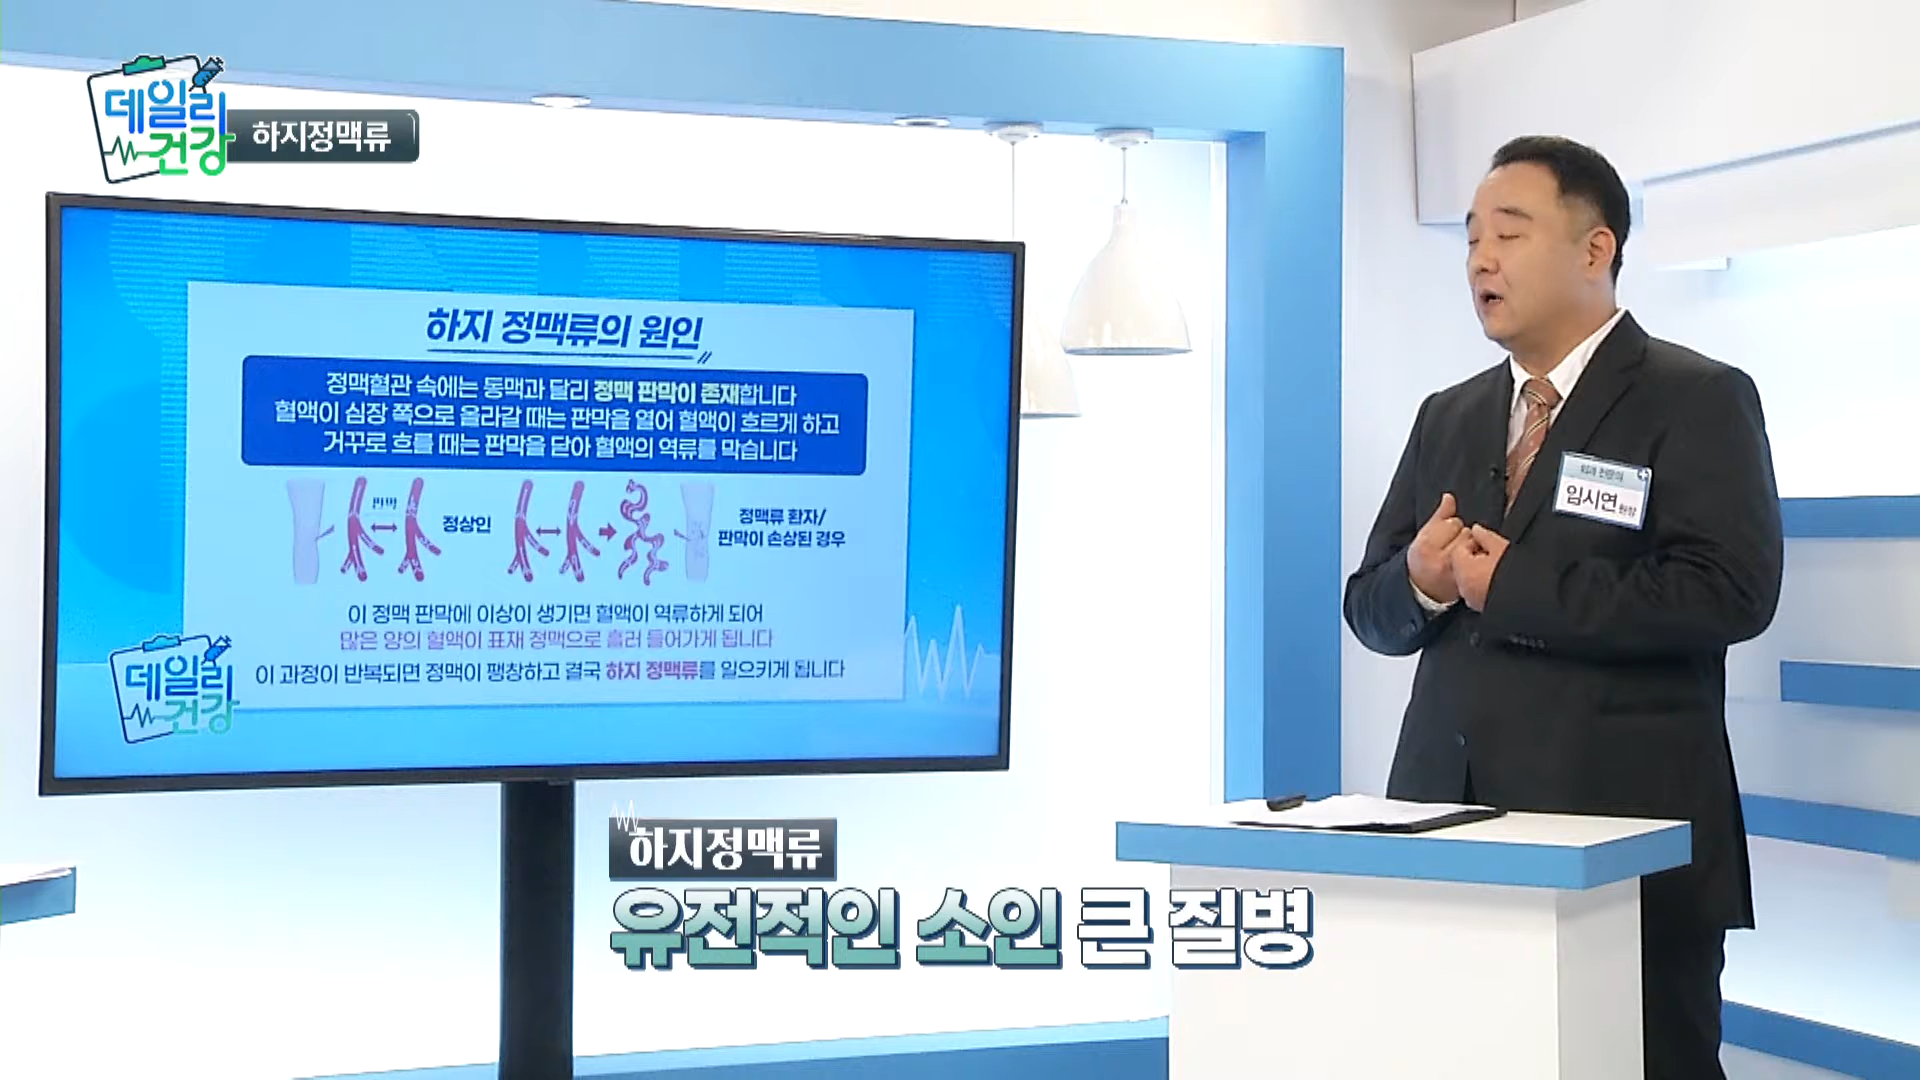 데일리
건강
하지정맥류
하지 정맥류의 원인
정맥혈관 속에는 동맥과 달리 정맥 판막이 존재합니다
혈액이 심장 쪽으로 올라갈 때는 판막을 열어 혈액이 흐르게 하고
거꾸로 흐를 때는 판막을 닫아 혈액의 역류를 막습니다
판막
정상인
정맥류 환자/
판막이 손상된 경우
이 정맥 판막에 이상이 생기면 혈액이 역류하게 되어
많은 양의 혈액이 표재 정맥으로 흘러 들어가게 됩니다
이 과정이 반복되면 정맥이 팽창하고 결국 하지 정맥류를 일으키게 됩니다
데일리
건강
외과 전문의
임시연 원장
하지정맥류
유전적인 소인 큰 질병